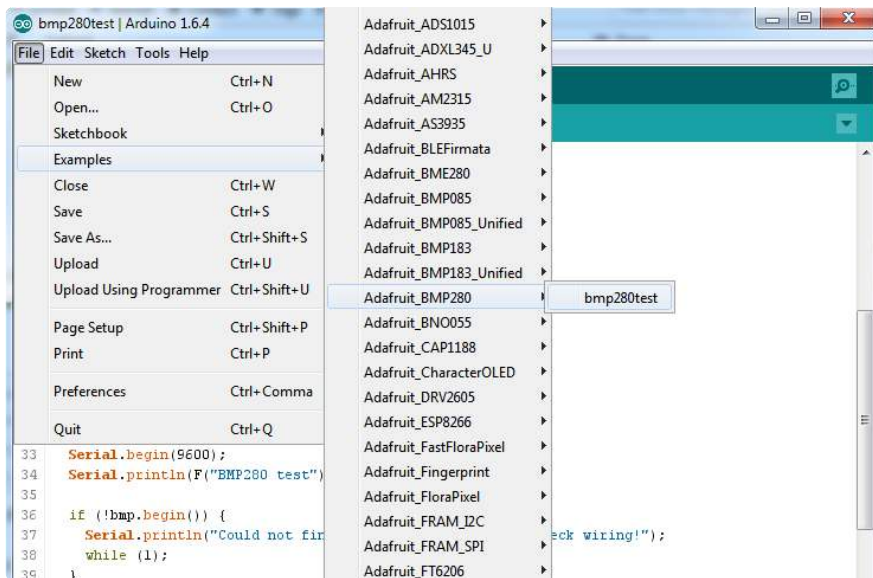 bmp280test | Arduino 1.6.4
File Edit Sketch Tools Help
New Ctrl+N
Open... Ctrl+O
Sketchbook
Examples
Close Ctrl+W
Save Ctrl+S
Save As... Ctrl+Shift+S
Upload Ctrl+U
Upload Using Programmer Ctrl+Shift+U
Page Setup Ctrl+Shift+P
Print Ctrl+P
Preferences Ctrl+Comma
Quit Ctrl+Q
Adafruit_ADS1015
Adafruit_ADXL345_U
Adafruit_AHRS
Adafruit_AM2315
Adafruit_AS3935
Adafruit_BLEFirmata
Adafruit_BME280
Adafruit_BMP085
Adafruit_BMP085_Unified
Adafruit_BMP183
Adafruit_BMP183_Unified
Adafruit_BMP280
Adafruit_BNO055
Adafruit_CAP1188
Adafruit_CharacterOLED
Adafruit_DRV2605
Adafruit_ESP8266
Adafruit_FastFloraPixel
Adafruit_Fingerprint
Adafruit_FloraPixel
Adafruit_FRAM_I2C
Adafruit_FRAM_SPI
Adafruit_FT6206
bmp280test
33 Serial.begin(9600);
34 Serial.println(F("BMP280 test")
35
36 if (!bmp.begin()) {
37 Serial.println("Could not fin eck wiring!");
38 while (1);
39 }